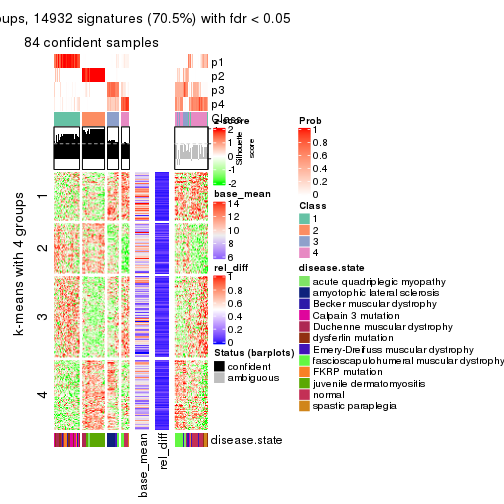 oups, 14932 signatures (70.5%) with fdr < 0.05
84 confident samples
p1
p2
p3
p4
Class
z-score
2
1
0
-1
-2
Silhouette
score
1
2
3
4
k-means with 4 groups
base_mean
14
12
10
8
6
rel_diff
1
0.8
0.6
0.4
0.2
0
Status (barplots)
confident
ambiguous
base_mean
rel_diff
disease.state
Prob
1
0.8
0.6
0.4
0.2
0
Class
1
2
3
4
disease.state
acute quadriplegic myopathy
amyotophic lateral sclerosis
Becker muscular dystrophy
Calpain 3 mutation
Duchenne muscular dystrophy
dysferlin mutation
Emery-Dreifuss muscular dystrophy
fascioscapulohumeral muscular dystrophy
FKRP mutation
juvenile dermatomyositis
normal
spastic paraplegia